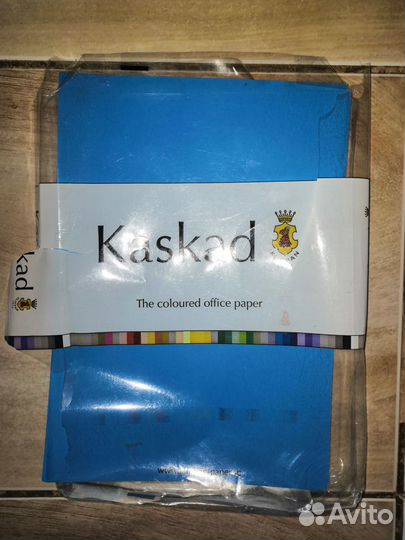 Kaskad
kad
The coloured office paper
Avito